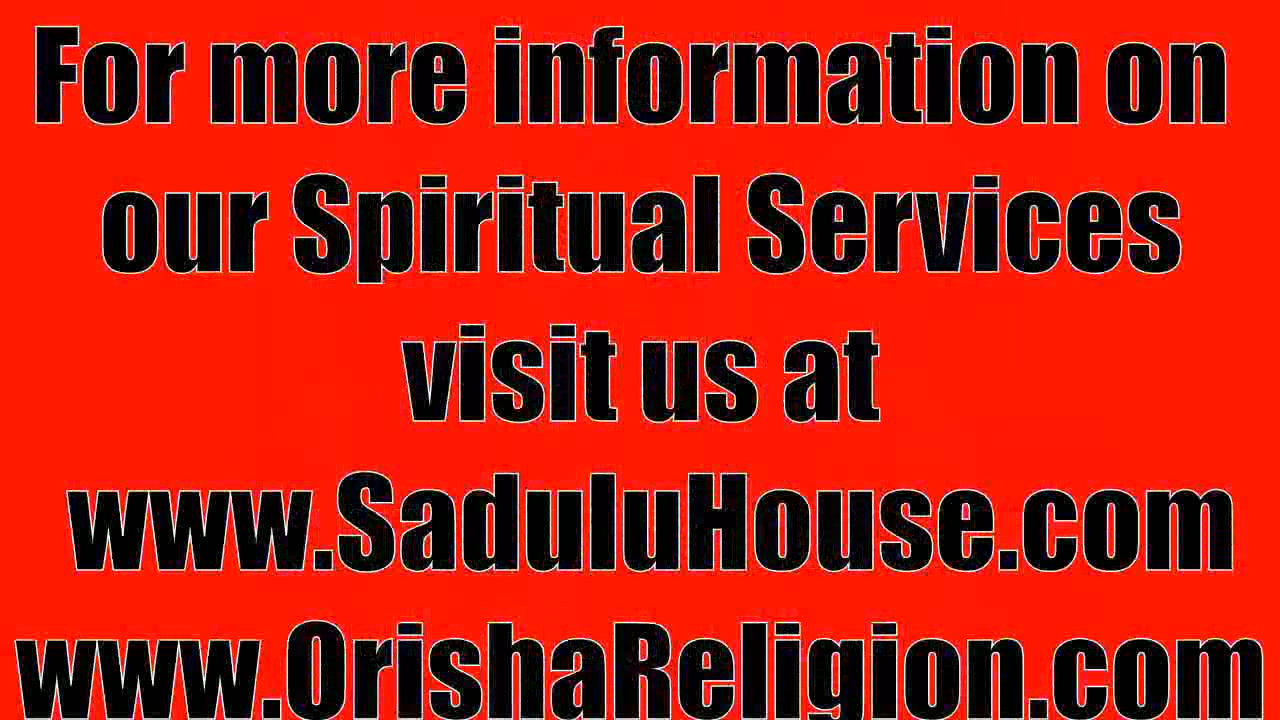 For more information on
our Spiritual Services
visit us at
www.SaduluHouse.com
www.OrishaReligion.com